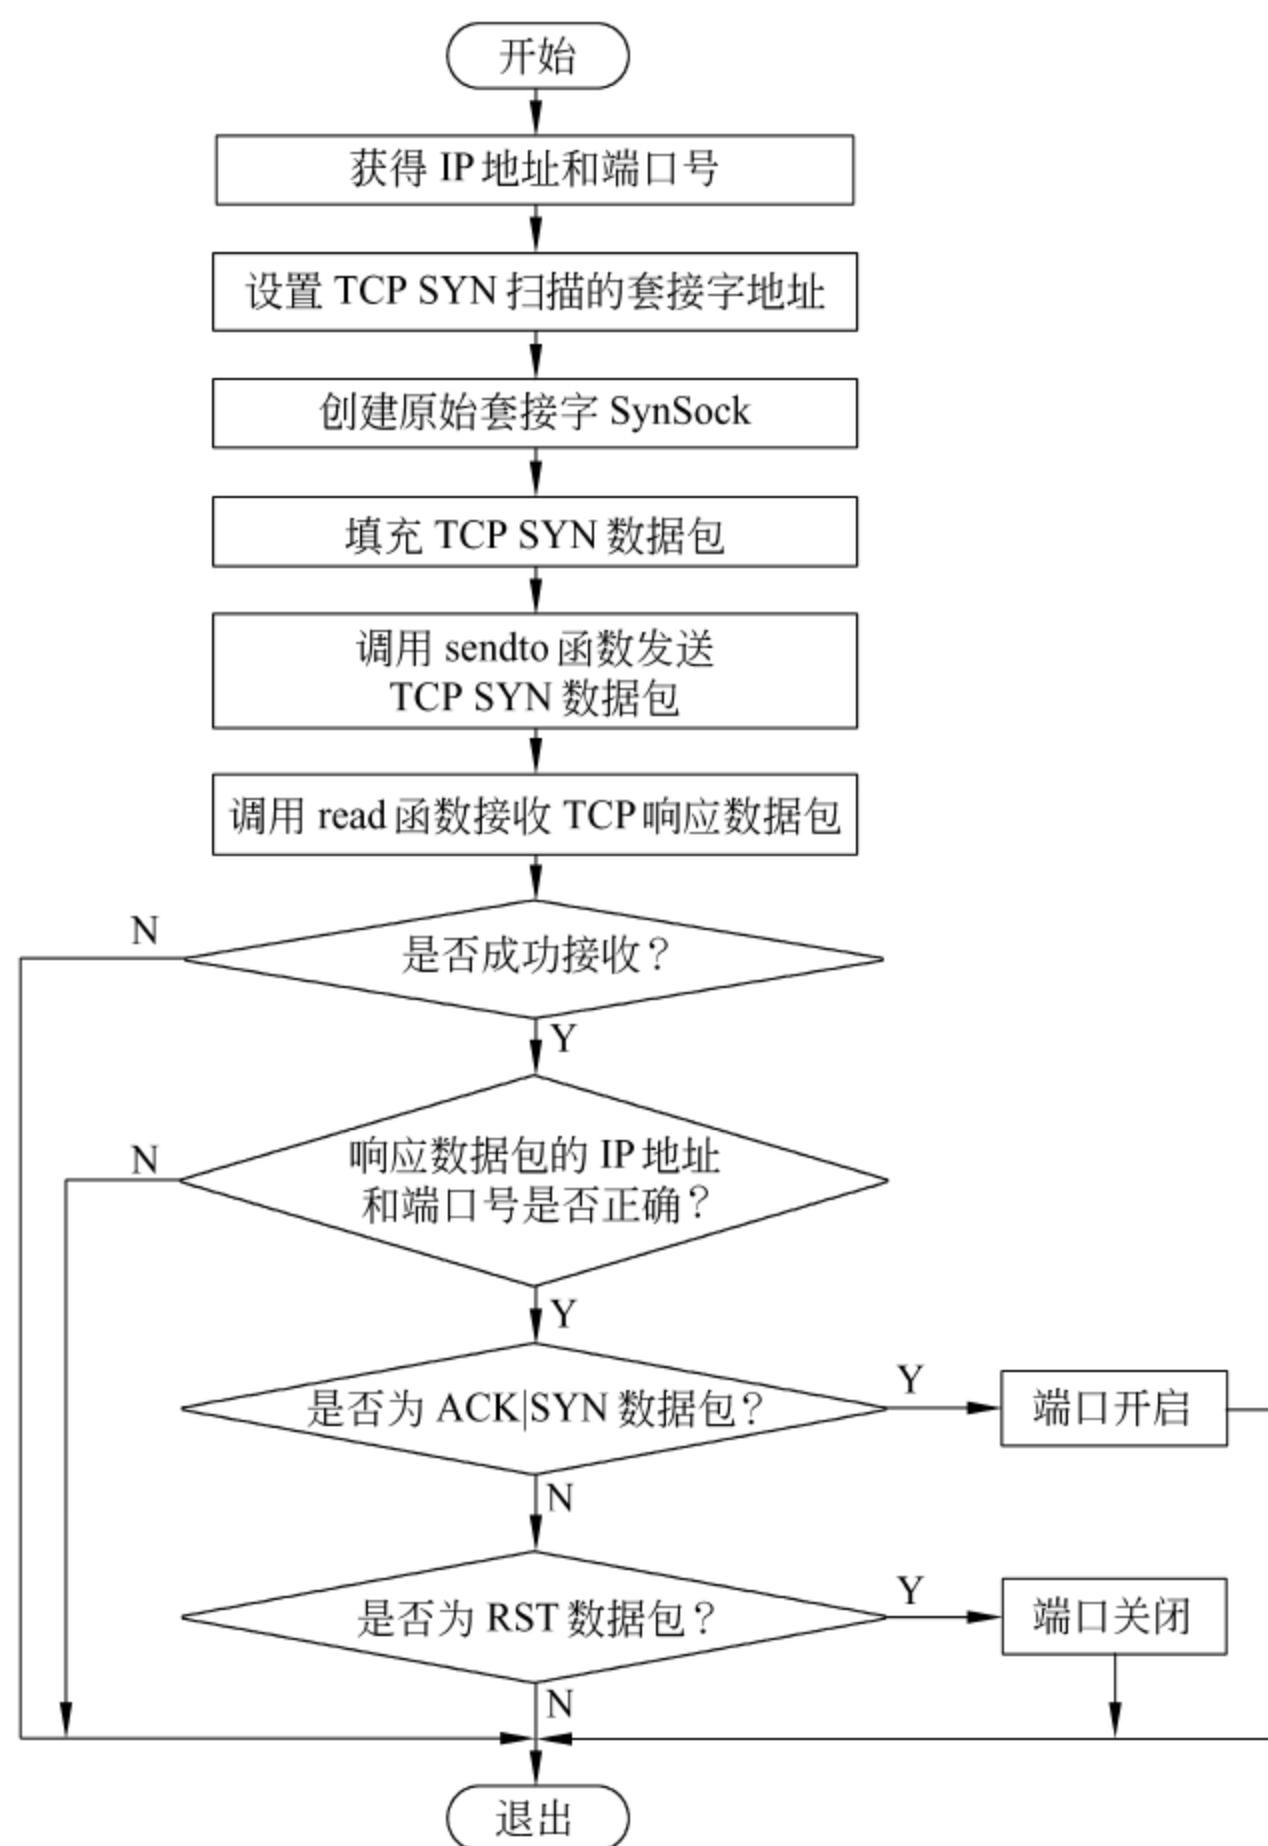 开始
获得 IP 地址和端口号
设置 TCP SYN 扫描的套接字地址
创建原始套接字 SynSock
填充 TCP SYN 数据包
调用 sendto 函数发送
TCP SYN 数据包
调用 read 函数接收 TCP 响应数据包
N
是否成功接收？
Y
N
响应数据包的 IP 地址
和端口号是否正确？
Y
是否为 ACK|SYN 数据包？
Y
端口开启
N
是否为 RST 数据包？
Y
端口关闭
N
退出